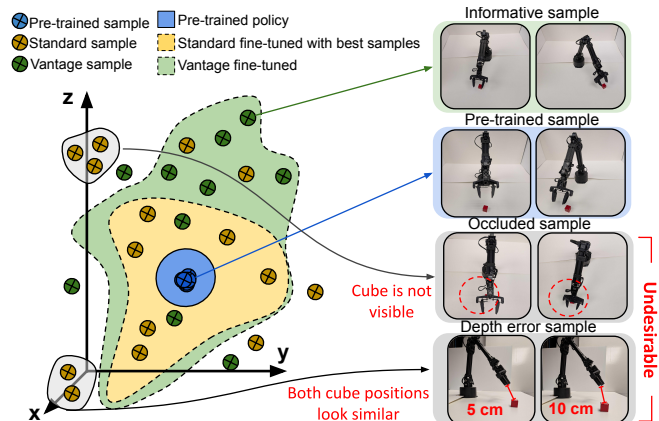 Pre-trained sample
Standard sample
Vantage sample
Pre-trained policy
Standard fine-tuned with best samples
Vantage fine-tuned
z
y
x
Informative sample
Pre-trained sample
Occluded sample
Cube is not
visible
Depth error sample
Both cube positions
look similar
5 cm
10 cm
Undesirable